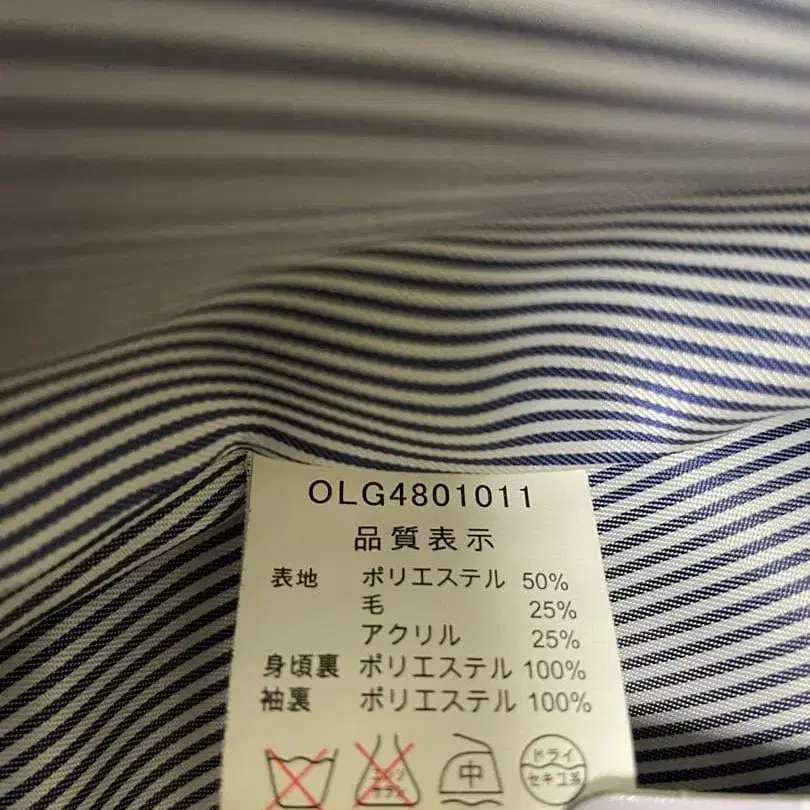 OLG4801011
品質表示
表地 ポリエステル 50%
毛 25%
アクリル 25%
身頃裏 ポリエステル 100%
袖裏 ポリエステル 100%
中
ドライ
セキユ系